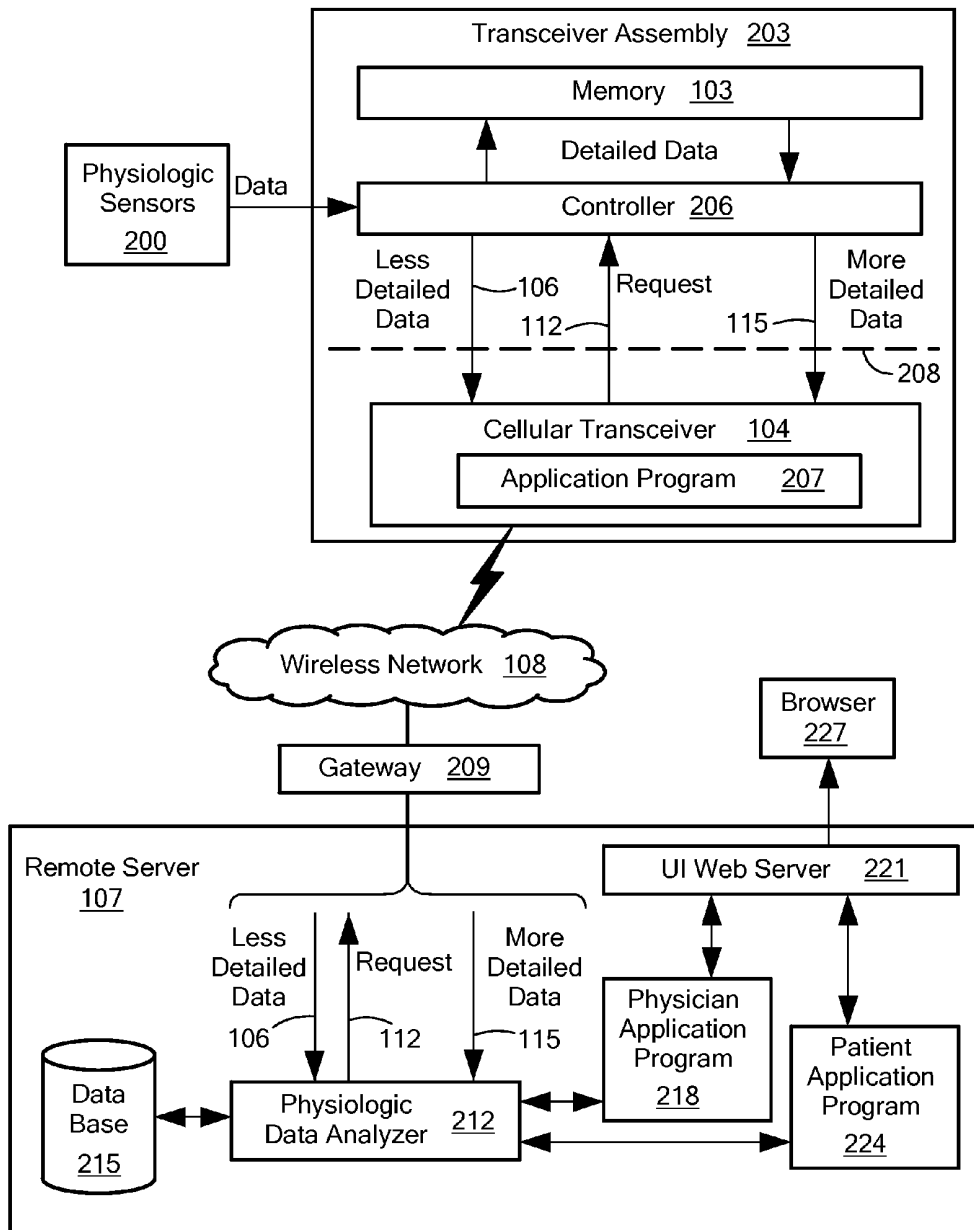 Transceiver Assembly 203
Memory 103
Detailed Data
Physiologic
Sensors
200
Data
Controller 206
Less
Detailed
Data
106
Request
112
More
Detailed
Data
115
208
Cellular Transceiver 104
Application Program 207
Wireless Network 108
Gateway 209
Browser
227
Remote Server
107
UI Web Server 221
Less
Detailed
Data
106
Request
112
More
Detailed
Data
115
Physician
Application
Program
218
Patient
Application
Program
224
Data
Base
215
Physiologic
Data Analyzer 212